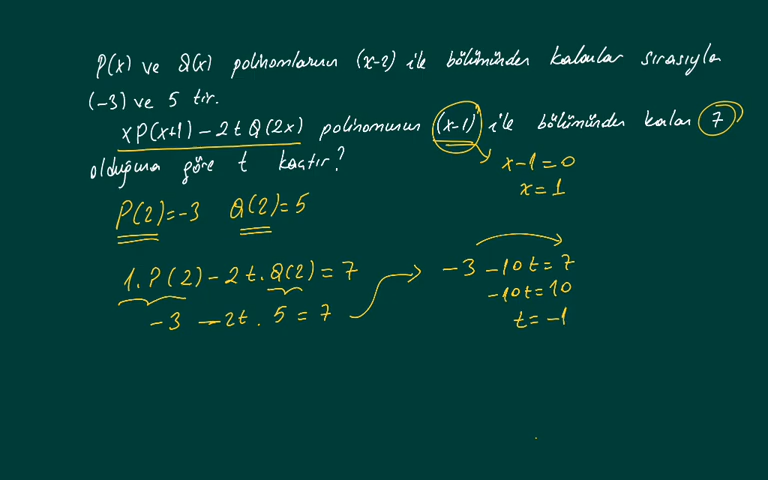 P(x) ve Q(x) polinomlarının (x-2) ile bölümünden kalanlar sırasıyla
(-3) ve 5 tir.
xP(x+1) - 2t Q(2x) polinomunun (x-1) ile bölümünden kalan 7
olduğuna göre t kaçtır?
x-1=0
x=1
P(2)=-3 Q(2)=5
1.P(2) - 2t.Q(2) = 7
-3 - 2t . 5 = 7
-3 -10t = 7
-10t = 10
t = -1